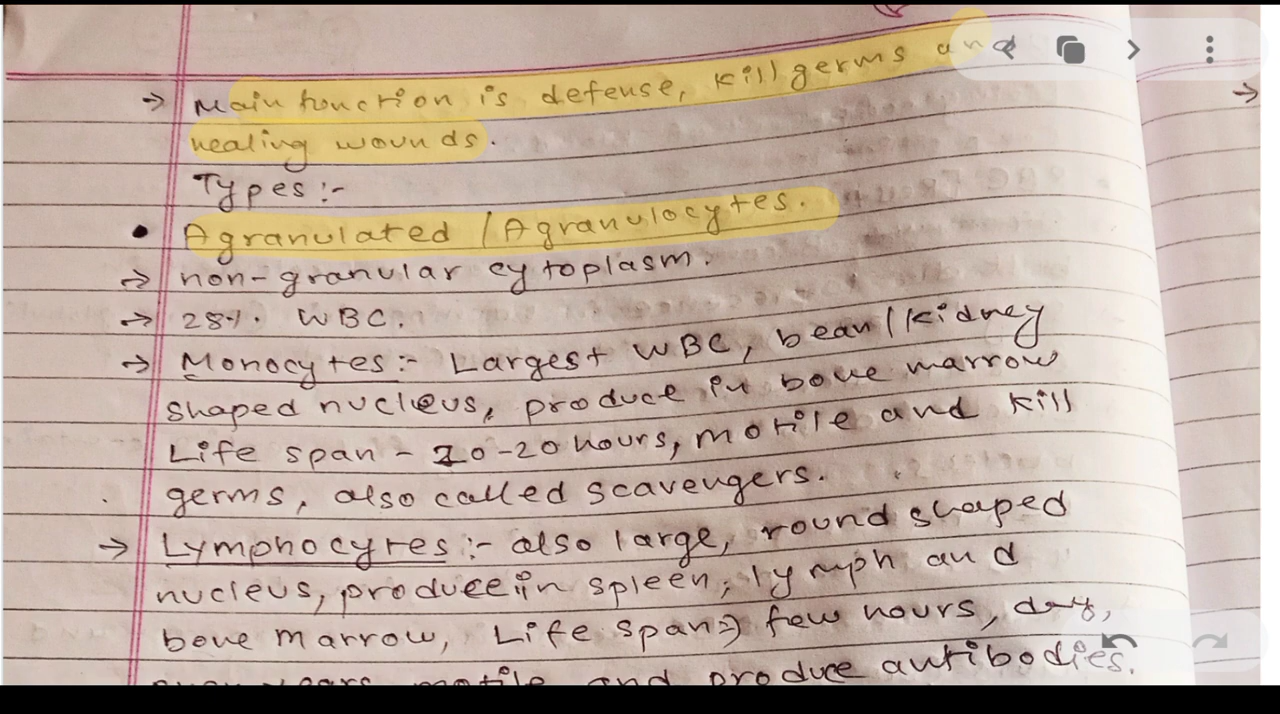 → Main function is defense, kill germs and
healing wounds.
Types :-
• Agranulated / Agranulocytes.
→ non-granular cytoplasm.
→ 28%. WBC.
→ Monocytes :- Largest WBC, bean/kidney
shaped nucleus, produce in bone marrow
Life span - 10-20 hours, motile and kill
germs, also called scavengers.
→ Lymphocytes :- also large, round shaped
nucleus, produce in spleen, lymph and
bone marrow, Life span ⇒ few hours, day,
even years motile and produce antibodies.